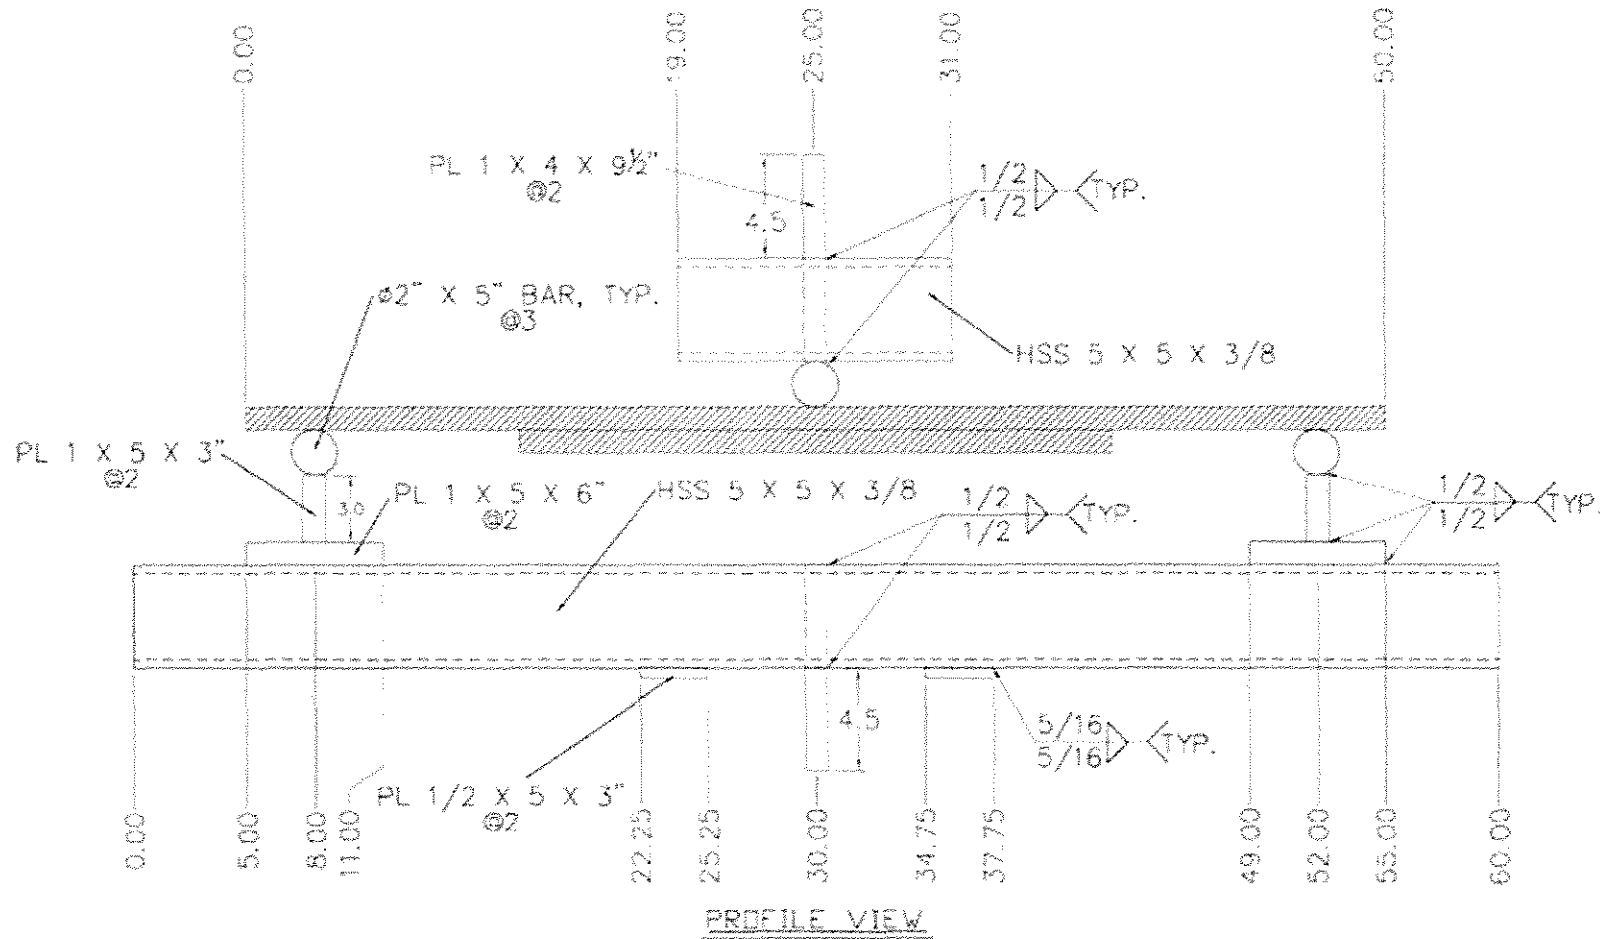 0.00
19.00
25.00
31.00
50.00
PL 1 X 4 X 9½"
@2
4.5
1/2
1/2
TYP.
ø2" X 5" BAR, TYP.
@3
HSS 5 X 5 X 3/8
PL 1 X 5 X 3"
@2
3.0
PL 1 X 5 X 6"
@2
HSS 5 X 5 X 3/8
1/2
1/2
TYP.
1/2
1/2
TYP.
4.5
5/16
5/16
TYP.
PL 1/2 X 5 X 3"
@2
0.00
5.00
8.00
11.00
22.25
25.25
30.00
34.75
37.75
49.00
52.00
55.00
60.00
PROFILE VIEW